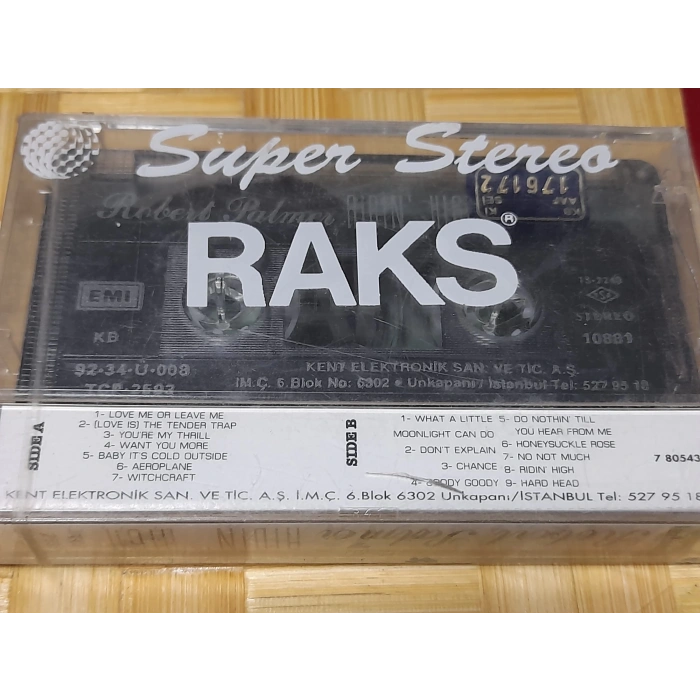 Super Stereo
Robert Palmer
176172
RAKS®
EMI
KB
STEREO
10881
92-34-U-008
KENT ELEKTRONİK SAN. VE TİC. A.Ş.
İ.M.Ç. 6.Blok No: 6302 • Unkapanı / İstanbul Tel: 527 95 18
SIDE A
1- LOVE ME OR LEAVE ME
2- (LOVE IS) THE TENDER TRAP
3- YOU'RE MY THRILL
4- WANT YOU MORE
5- BABY IT'S COLD OUTSIDE
6- AEROPLANE
7- WITCHCRAFT
SIDE B
1- WHAT A LITTLE
MOONLIGHT CAN DO
2- DON'T EXPLAIN
3- CHANCE
4- GOODY GOODY
5- DO NOTHIN' TILL
YOU HEAR FROM ME
6- HONEYSUCKLE ROSE
7- NO NOT MUCH
8- RIDIN' HIGH
9- HARD HEAD
7 80543
KENT ELEKTRONİK SAN. VE TİC. A.Ş. İ.M.Ç. 6.Blok 6302 Unkapanı/İSTANBUL Tel: 527 95 18